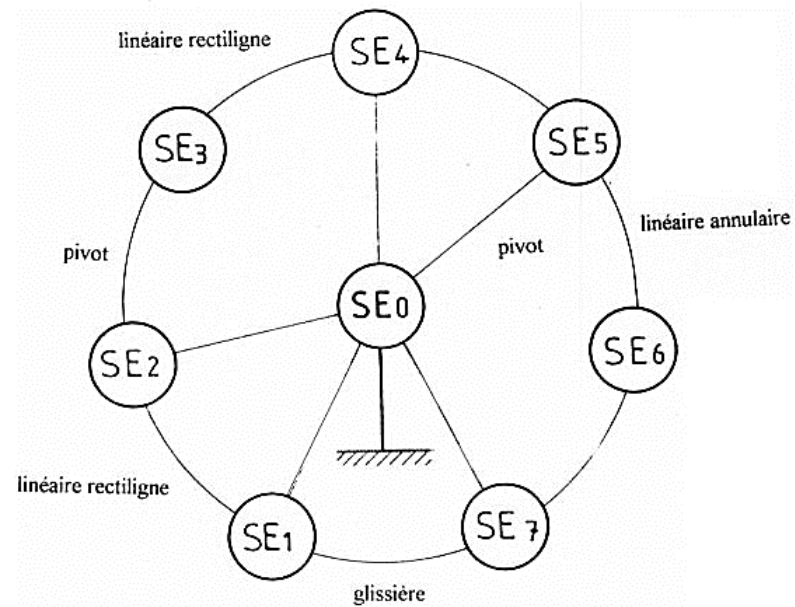 linéaire rectiligne
SE4
SE3
SE5
linéaire annulaire
pivot
pivot
SE0
SE2
SE6
linéaire rectiligne
SE1
SE7
glissière